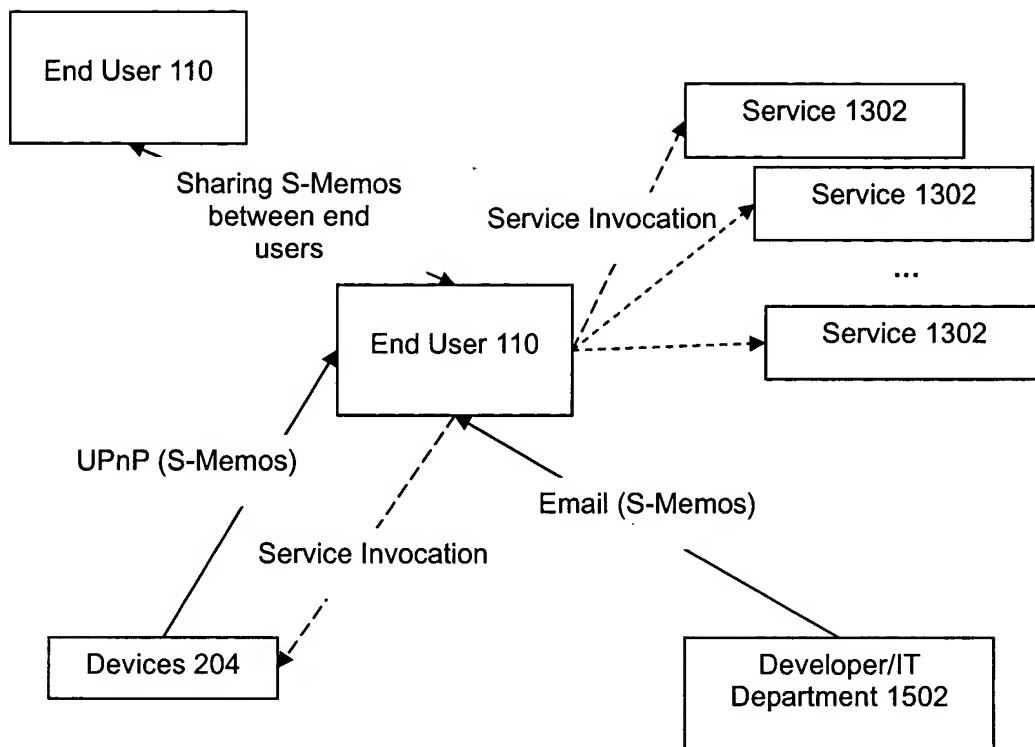 End User 110
Service 1302
Sharing S-Memos
between end
users
Service Invocation
Service 1302
...
Service 1302
End User 110
UPnP (S-Memos)
Email (S-Memos)
Service Invocation
Devices 204
Developer/IT
Department 1502